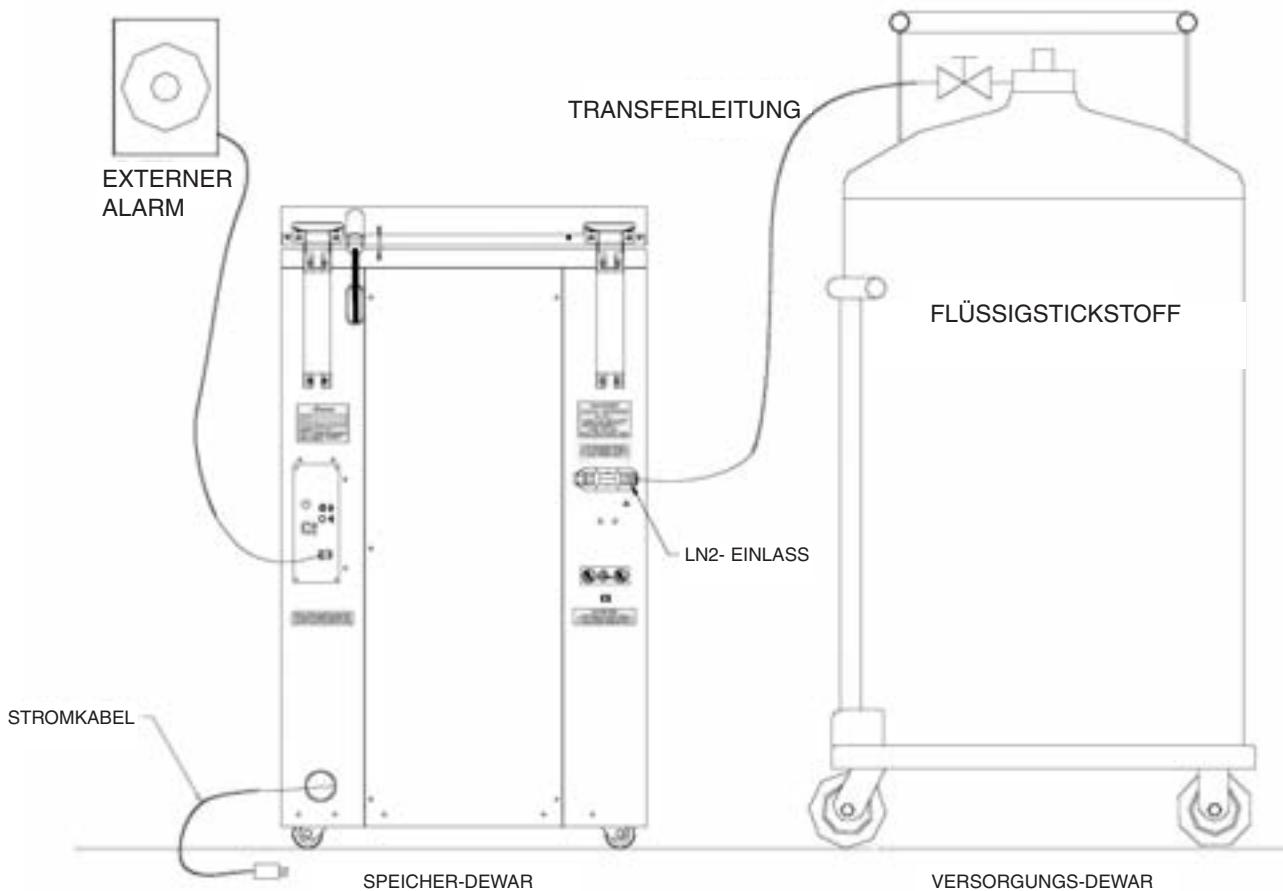 TRANSFERLEITUNG
EXTERNER
ALARM
FLÜSSIGSTICKSTOFF
LN2- EINLASS
STROMKABEL
SPEICHER-DEWAR
VERSORGUNGS-DEWAR